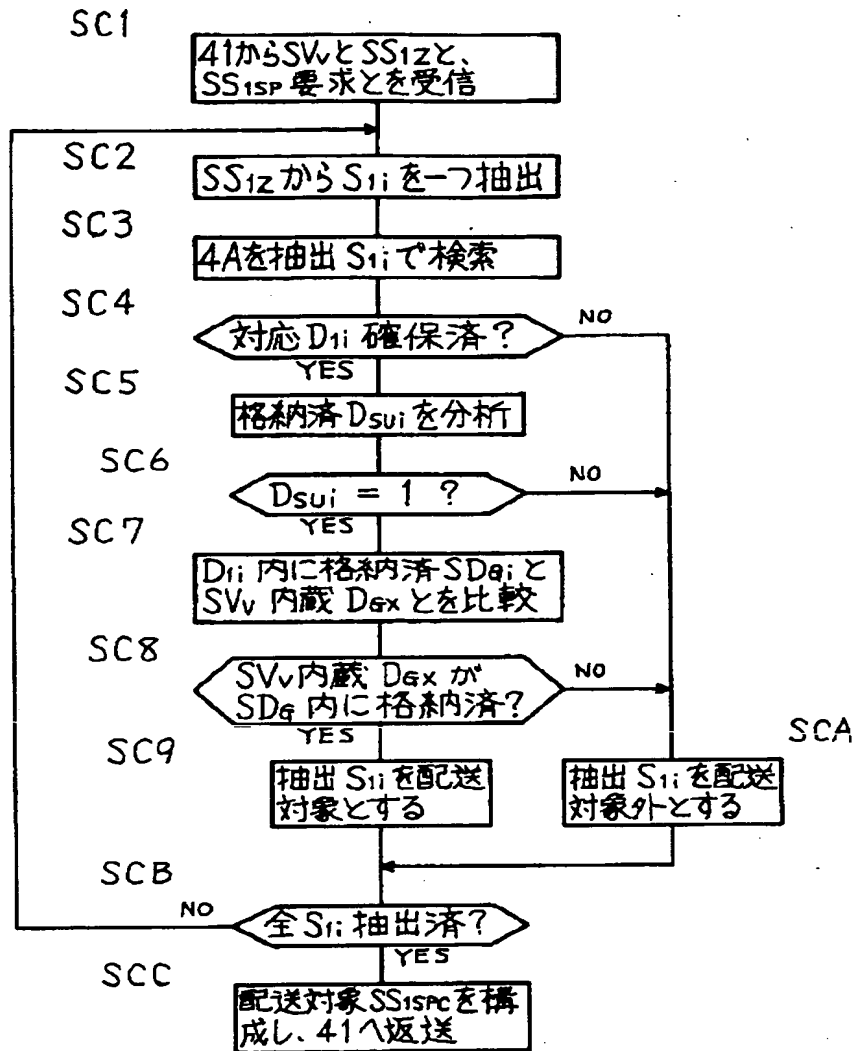 SC1
41からSVvとSS1Zと、
SS1SP要求とを受信
SC2
SS1ZからS1iを一つ抽出
SC3
4Aを抽出S1iで検索
SC4
対応D1i確保済?
NO
YES
SC5
格納済DSUiを分析
SC6
DSUi = 1 ?
NO
YES
SC7
D1i内に格納済SDGiと
SVv内蔵DGXとを比較
SC8
SVv内蔵DGXが
SDG内に格納済?
NO
YES
SC9
抽出S1iを配送
対象とする
SCA
抽出S1iを配送
対象外とする
SCB
NO
全S1i抽出済?
YES
SCC
配送対象SS1SPCを構
成し、41へ返送